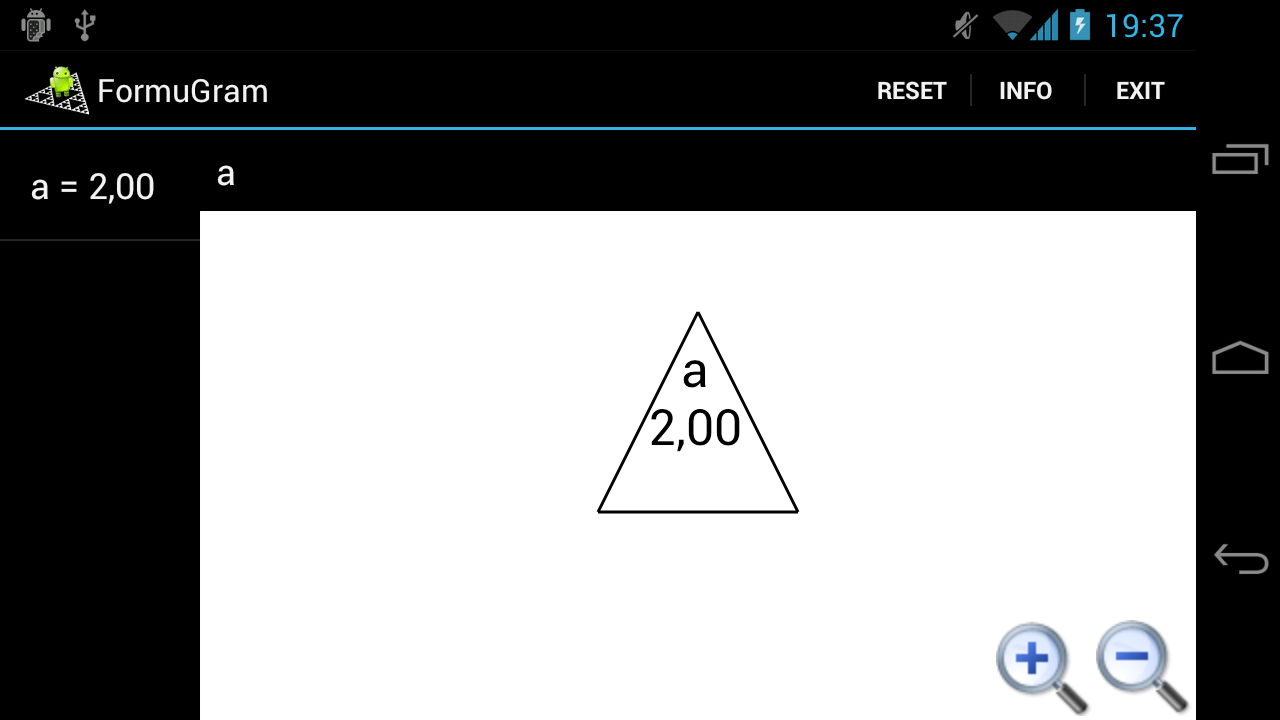 19:37
FormuGram
RESET
INFO
EXIT
a = 2,00
a
a
2,00